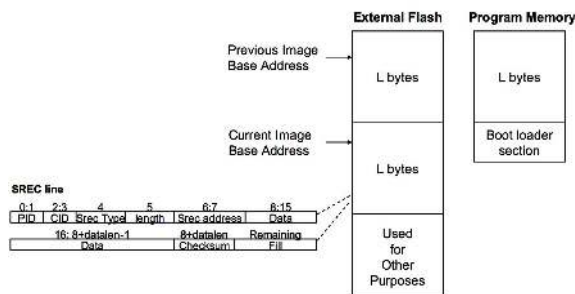 External Flash
Program Memory
Previous Image
Base Address
L bytes
L bytes
Current Image
Base Address
Boot loader
section
L bytes
SREC line
0:1 2:3 4 5 6:7 8:15
PID CID Srec Type length Srec address Data
16: 8+datalen-1 8+datalen Remaining
Data Checksum Fill
Used
for
Other
Purposes